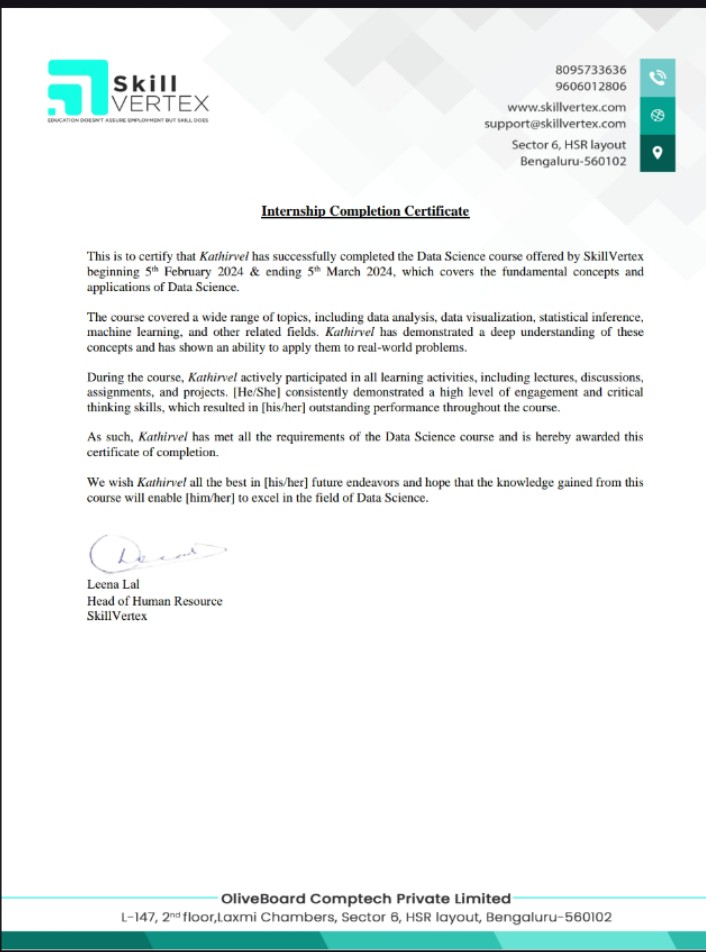 Skill
VERTEX
EDUCATION DOESN'T ASSURE EMPLOYMENT BUT SKILL DOES
8095733636
9606012806
www.skillvertex.com
support@skillvertex.com
Sector 6, HSR layout
Bengaluru-560102
Internship Completion Certificate
This is to certify that Kathirvel has successfully completed the Data Science course offered by SkillVertex
beginning 5th February 2024 & ending 5th March 2024, which covers the fundamental concepts and
applications of Data Science.
The course covered a wide range of topics, including data analysis, data visualization, statistical inference,
machine learning, and other related fields. Kathirvel has demonstrated a deep understanding of these
concepts and has shown an ability to apply them to real-world problems.
During the course, Kathirvel actively participated in all learning activities, including lectures, discussions,
assignments, and projects. [He/She] consistently demonstrated a high level of engagement and critical
thinking skills, which resulted in [his/her] outstanding performance throughout the course.
As such, Kathirvel has met all the requirements of the Data Science course and is hereby awarded this
certificate of completion.
We wish Kathirvel all the best in [his/her] future endeavors and hope that the knowledge gained from this
course will enable [him/her] to excel in the field of Data Science.
Leena Lal
Head of Human Resource
SkillVertex
OliveBoard Comptech Private Limited
L-147, 2nd floor,Laxmi Chambers, Sector 6, HSR layout, Bengaluru-560102